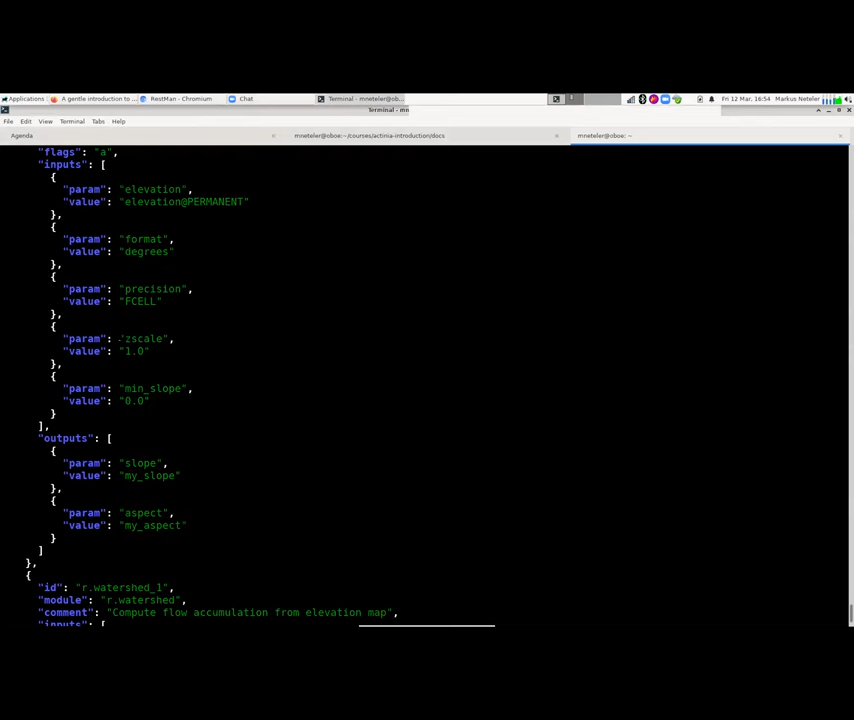 Applications
A gentle introduction to ...
RestMan - Chromium
Chat
Terminal - mneteler@ob...
Fri 12 Mar, 16:54
Markus Neteler
Terminal - mn
File Edit View Terminal Tabs Help
Agenda
mneteler@oboe:~/courses/actinia-introduction/docs
mneteler@oboe: ~
"flags": "a",
"inputs": [
{
"param": "elevation",
"value": "elevation@PERMANENT"
},
{
"param": "format",
"value": "degrees"
},
{
"param": "precision",
"value": "FCELL"
},
{
"param": "zscale",
"value": "1.0"
},
{
"param": "min_slope",
"value": "0.0"
}
],
"outputs": [
{
"param": "slope",
"value": "my_slope"
},
{
"param": "aspect",
"value": "my_aspect"
}
]
},
{
"id": "r.watershed_1",
"module": "r.watershed",
"comment": "Compute flow accumulation from elevation map",
"inputs": [